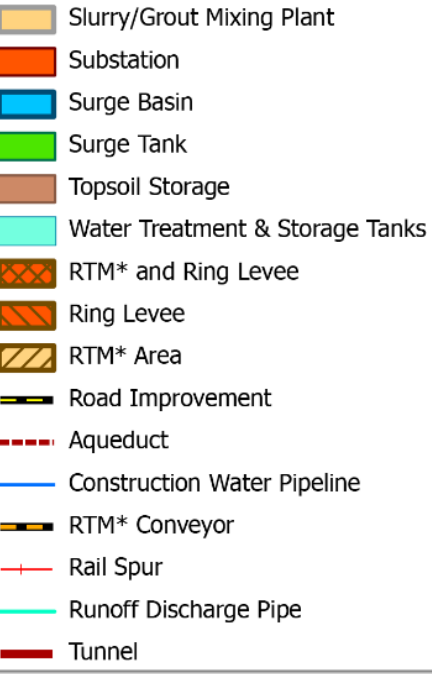 Slurry/Grout Mixing Plant
Substation
Surge Basin
Surge Tank
Topsoil Storage
Water Treatment & Storage Tanks
RTM* and Ring Levee
Ring Levee
RTM* Area
Road Improvement
Aqueduct
Construction Water Pipeline
RTM* Conveyor
Rail Spur
Runoff Discharge Pipe
Tunnel